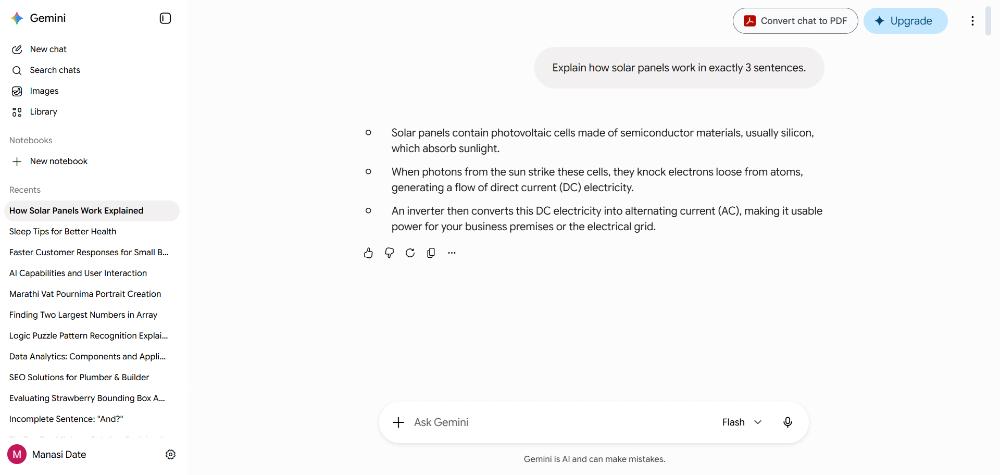 Gemini
New chat
Search chats
Images
Library
Notebooks
New notebook
Recents
How Solar Panels Work Explained
Sleep Tips for Better Health
Faster Customer Responses for Small B...
AI Capabilities and User Interaction
Marathi Vat Pournima Portrait Creation
Finding Two Largest Numbers in Array
Logic Puzzle Pattern Recognition Explai...
Data Analytics: Components and Appli...
SEO Solutions for Plumber & Builder
Evaluating Strawberry Bounding Box A...
Incomplete Sentence: "And?"
M Manasi Date
Convert chat to PDF
Upgrade
Explain how solar panels work in exactly 3 sentences.
Solar panels contain photovoltaic cells made of semiconductor materials, usually silicon,
which absorb sunlight.
When photons from the sun strike these cells, they knock electrons loose from atoms,
generating a flow of direct current (DC) electricity.
An inverter then converts this DC electricity into alternating current (AC), making it usable
power for your business premises or the electrical grid.
Ask Gemini
Flash
Gemini is AI and can make mistakes.